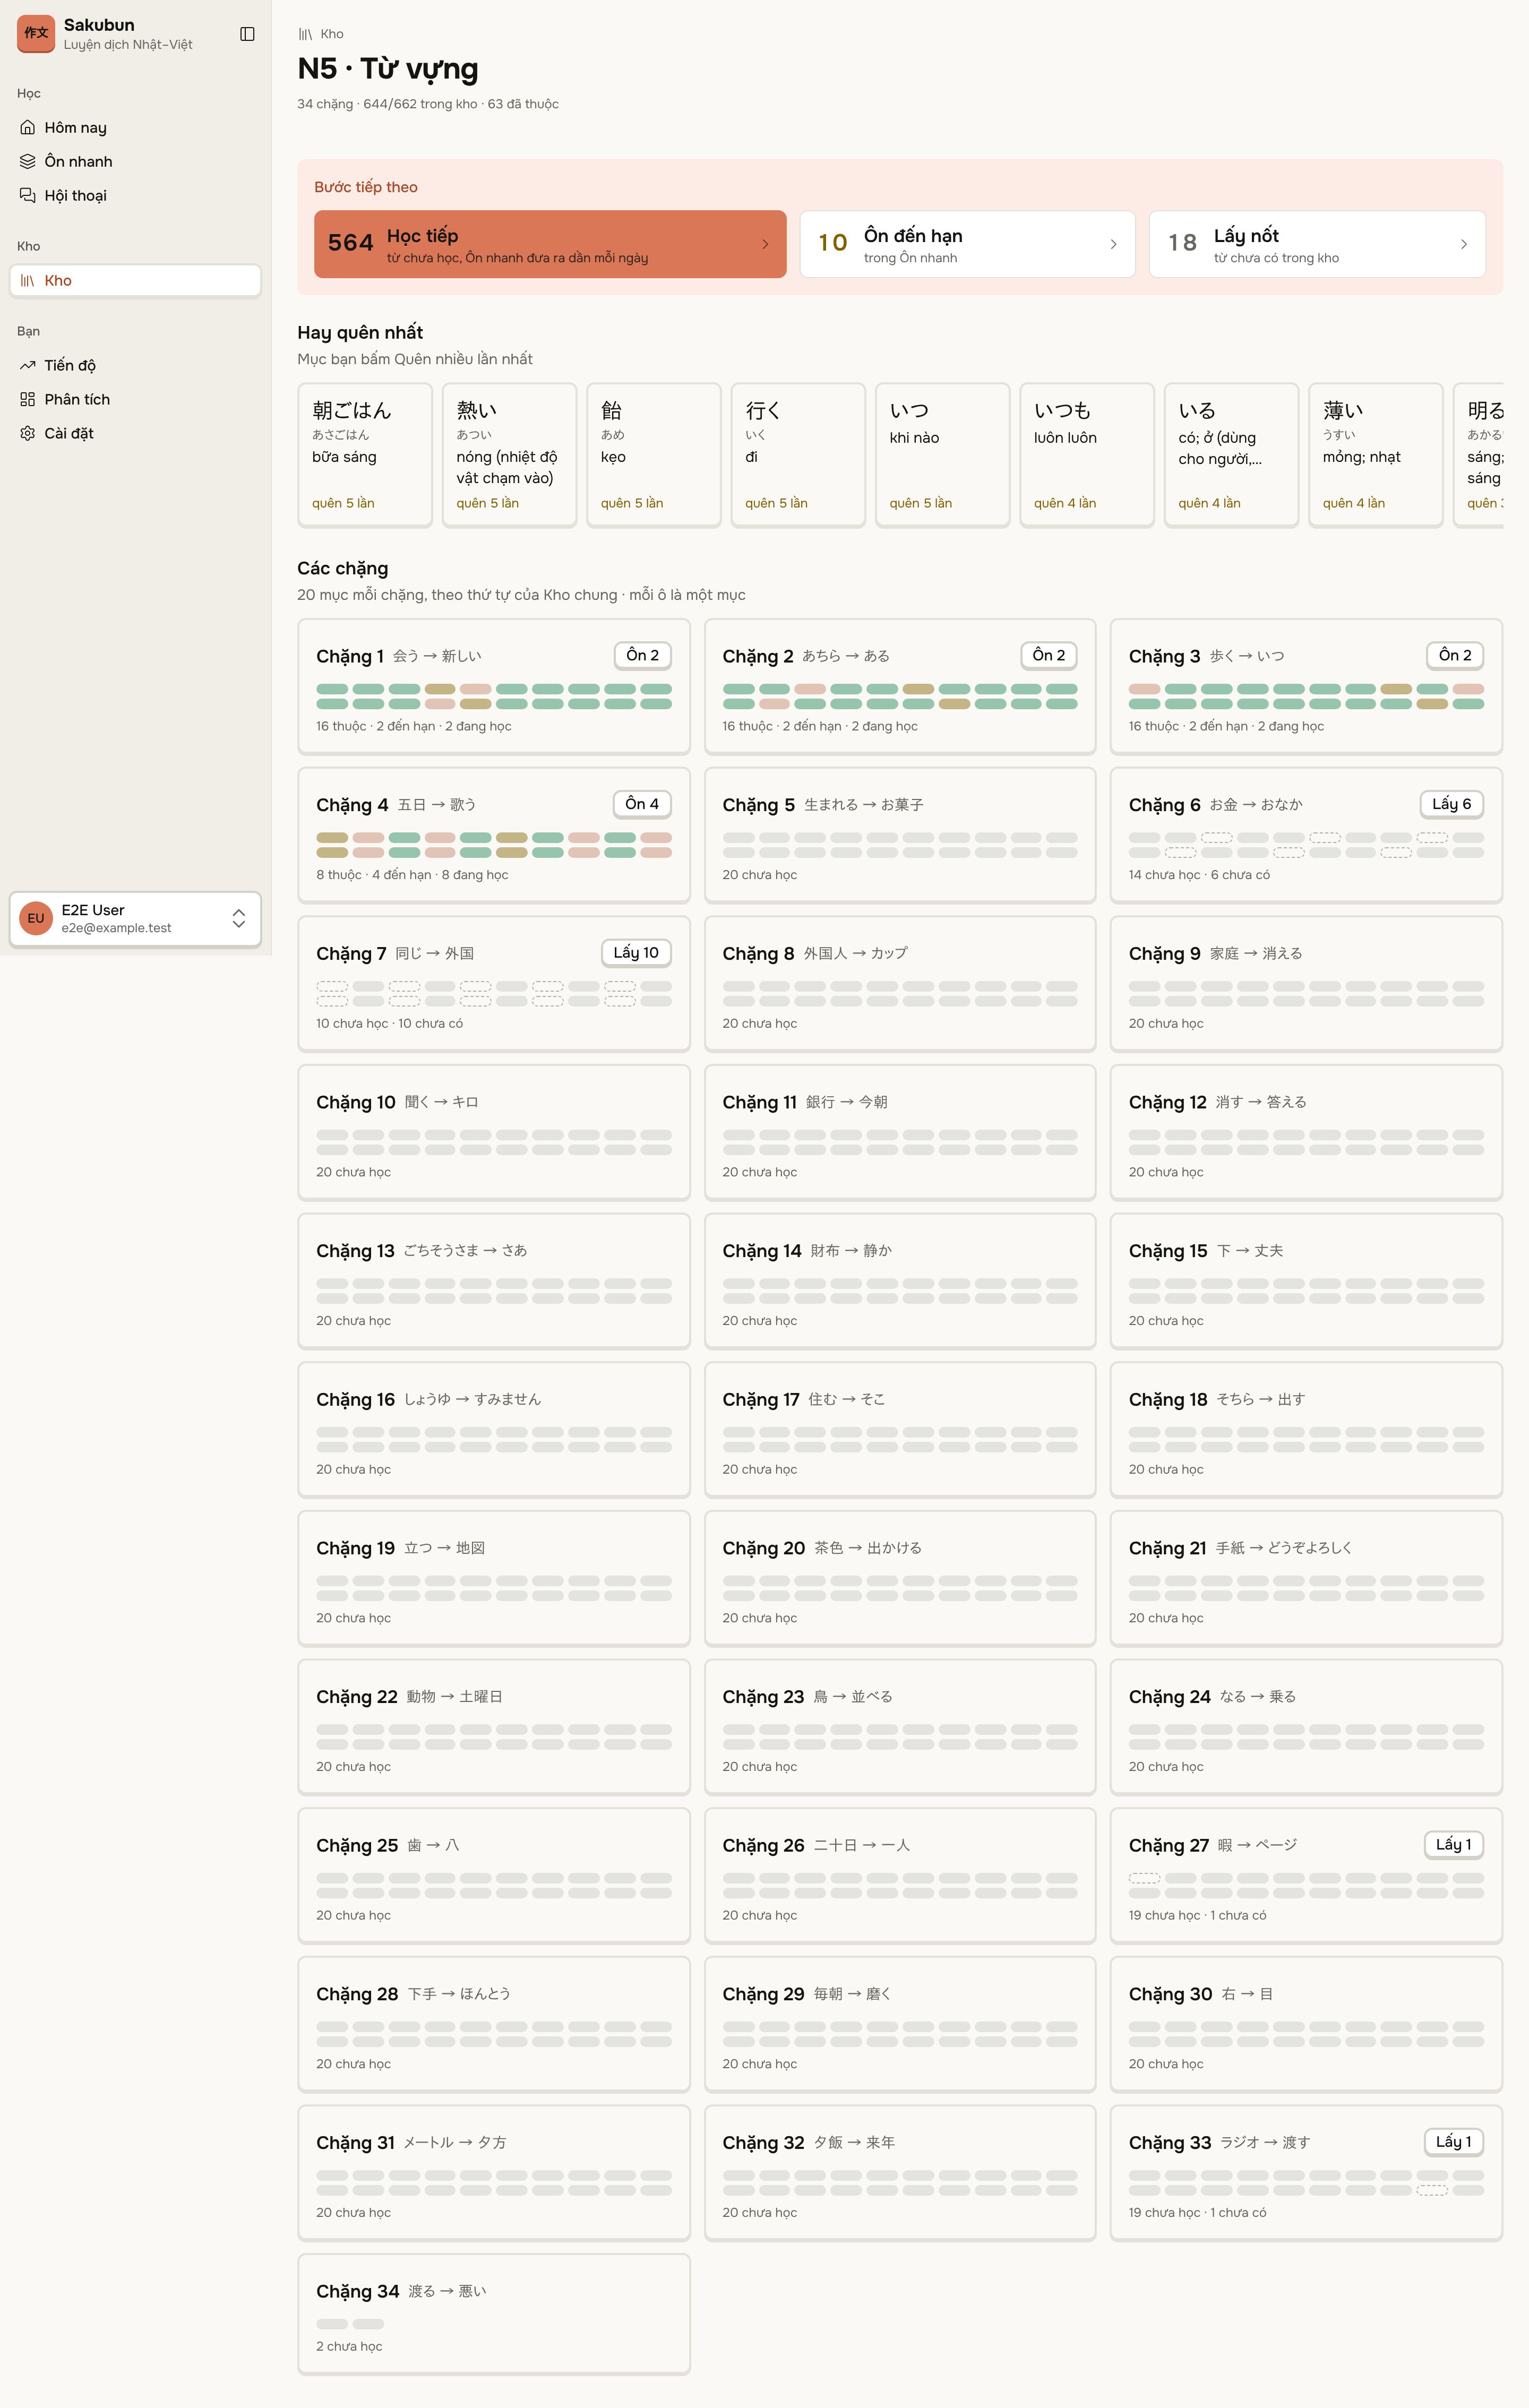 作文
Sakubun
Luyện dịch Nhật–Việt
Học
Hôm nay
Ôn nhanh
Hội thoại
Kho
Kho
Bạn
Tiến độ
Phân tích
Cài đặt
EU
E2E User
e2e@example.test
Kho
N5 · Từ vựng
34 chặng · 644/662 trong kho · 63 đã thuộc
Bước tiếp theo
564
Học tiếp
từ chưa học, Ôn nhanh đưa ra dần mỗi ngày
10
Ôn đến hạn
trong Ôn nhanh
18
Lấy nốt
từ chưa có trong kho
Hay quên nhất
Mục bạn bấm Quên nhiều lần nhất
朝ごはん
あさごはん
bữa sáng
quên 5 lần
熱い
あつい
nóng (nhiệt độ
vật chạm vào)
quên 5 lần
飴
あめ
kẹo
quên 5 lần
行く
いく
đi
quên 5 lần
いつ
khi nào
quên 5 lần
いつも
luôn luôn
quên 4 lần
いる
có; ở (dùng
cho người,...
quên 4 lần
薄い
うすい
mỏng; nhạt
quên 4 lần
明る
あかる
sáng;
sáng
quên
Các chặng
20 mục mỗi chặng, theo thứ tự của Kho chung · mỗi ô là một mục
Chặng 1 会う → 新しい Ôn 2
16 thuộc · 2 đến hạn · 2 đang học
Chặng 2 あちら → ある Ôn 2
16 thuộc · 2 đến hạn · 2 đang học
Chặng 3 歩く → いつ Ôn 2
16 thuộc · 2 đến hạn · 2 đang học
Chặng 4 五日 → 歌う Ôn 4
8 thuộc · 4 đến hạn · 8 đang học
Chặng 5 生まれる → お菓子
20 chưa học
Chặng 6 お金 → おなか Lấy 6
14 chưa học · 6 chưa có
Chặng 7 同じ → 外国 Lấy 10
10 chưa học · 10 chưa có
Chặng 8 外国人 → カップ
20 chưa học
Chặng 9 家庭 → 消える
20 chưa học
Chặng 10 聞く → キロ
20 chưa học
Chặng 11 銀行 → 今朝
20 chưa học
Chặng 12 消す → 答える
20 chưa học
Chặng 13 ごちそうさま → さあ
20 chưa học
Chặng 14 財布 → 静か
20 chưa học
Chặng 15 下 → 丈夫
20 chưa học
Chặng 16 しょうゆ → すみません
20 chưa học
Chặng 17 住む → そこ
20 chưa học
Chặng 18 そちら → 出す
20 chưa học
Chặng 19 立つ → 地図
20 chưa học
Chặng 20 茶色 → 出かける
20 chưa học
Chặng 21 手紙 → どうぞよろしく
20 chưa học
Chặng 22 動物 → 土曜日
20 chưa học
Chặng 23 鳥 → 並べる
20 chưa học
Chặng 24 なる → 乗る
20 chưa học
Chặng 25 歯 → 八
20 chưa học
Chặng 26 二十日 → 一人
20 chưa học
Chặng 27 暇 → ページ Lấy 1
19 chưa học · 1 chưa có
Chặng 28 下手 → ほんとう
20 chưa học
Chặng 29 毎朝 → 磨く
20 chưa học
Chặng 30 右 → 目
20 chưa học
Chặng 31 メートル → 夕方
20 chưa học
Chặng 32 夕飯 → 来年
20 chưa học
Chặng 33 ラジオ → 渡す Lấy 1
19 chưa học · 1 chưa có
Chặng 34 渡る → 悪い
2 chưa học